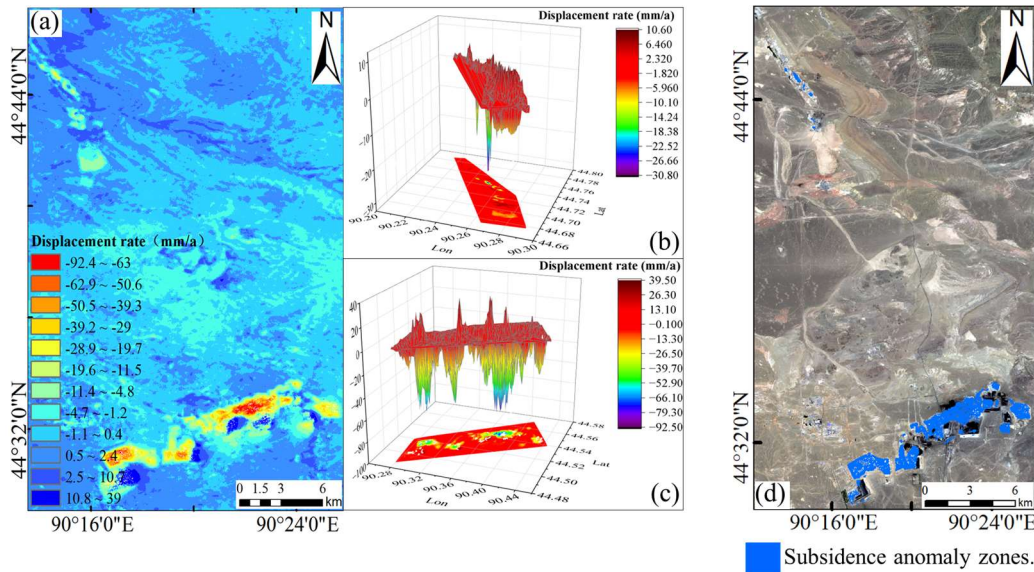 (a)
N
44°44'0"N
44°32'0"N
Displacement rate（mm/a）
-92.4 ~ -63
-62.9 ~ -50.6
-50.5 ~ -39.3
-39.2 ~ -29
-28.9 ~ -19.7
-19.6 ~ -11.5
-11.4 ~ -4.8
-4.7 ~ -1.2
-1.1 ~ 0.4
0.5 ~ 2.4
2.5 ~ 10.7
10.8 ~ 39
0 1.5 3 6
km
90°16'0"E
90°24'0"E
Displacement rate (mm/a)
10.60
6.460
2.320
-1.820
-5.960
-10.10
-14.24
-18.38
-22.52
-26.66
-30.80
10
0
-10
-20
-30
90.20
90.22
90.24
90.26
90.28
90.30
Lon
44.80
44.78
44.76
44.74
44.72
44.70
44.68
44.66
Lat
(b)
Displacement rate (mm/a)
39.50
26.30
13.10
-0.100
-13.30
-26.50
-39.70
-52.90
-66.10
-79.30
-92.50
40
20
0
-20
-40
-60
-80
-100
90.28
90.32
90.36
90.40
90.44
Lon
44.58
44.56
44.54
44.52
44.50
44.48
Lat
(c)
N
44°44'0"N
44°32'0"N
(d)
0 1.5 3 6
km
90°16'0"E
90°24'0"E
Subsidence anomaly zones.